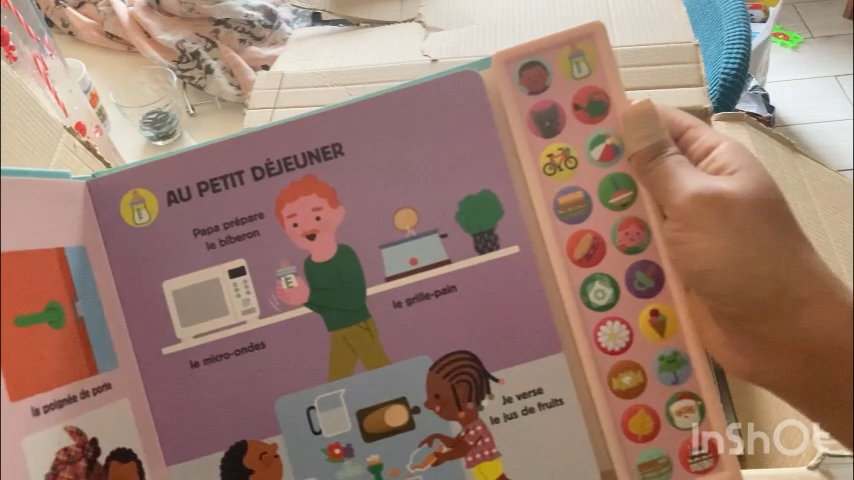 AU PETIT DÉJEUNER
Papa prépare
le biberon
le micro-ondes
le grille-pain
la poignée de porte
Je verse
le jus de fruits
InShOt